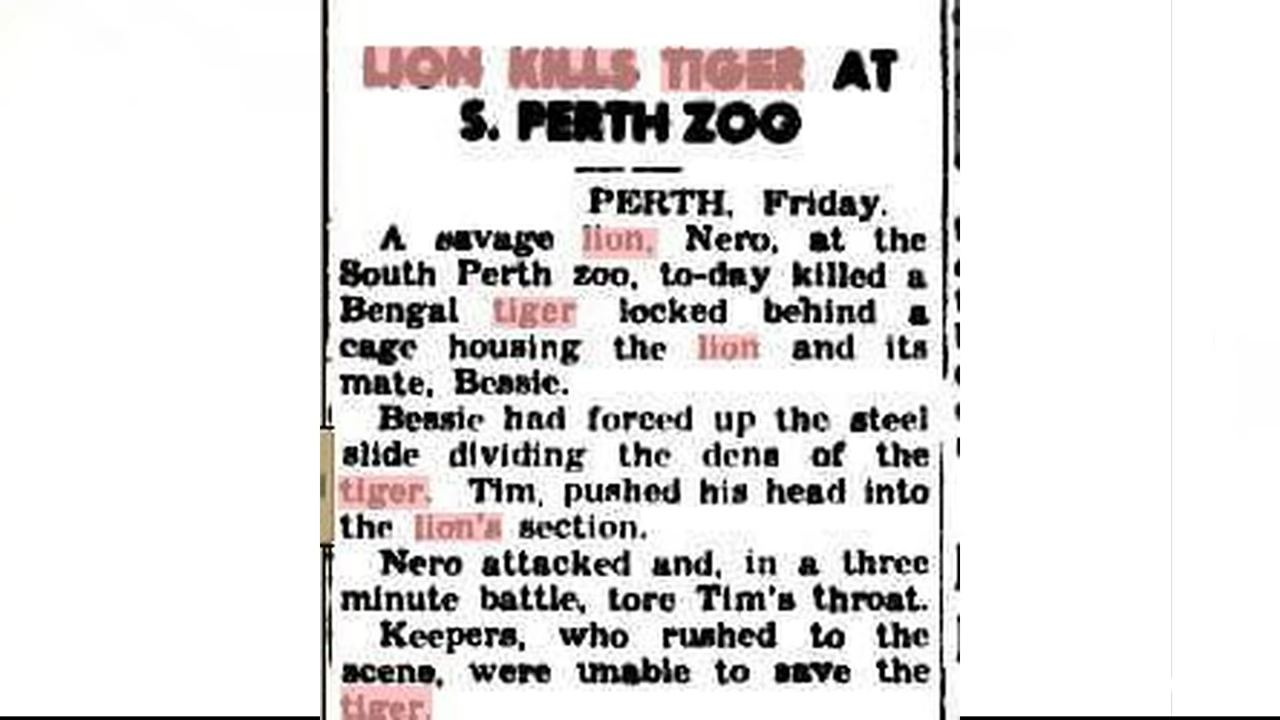 LION KILLS TIGER AT
S. PERTH ZOO
PERTH, Friday.
A savage lion, Nero, at the
South Perth zoo, to-day killed a
Bengal tiger locked behind a
cage housing the lion and its
mate, Bessie.
Bessie had forced up the steel
slide dividing the dens of the
tiger. Tim, pushed his head into
the lion's section.
Nero attacked and, in a three
minute battle, tore Tim's throat.
Keepers, who rushed to the
scene, were unable to save the
tiger.